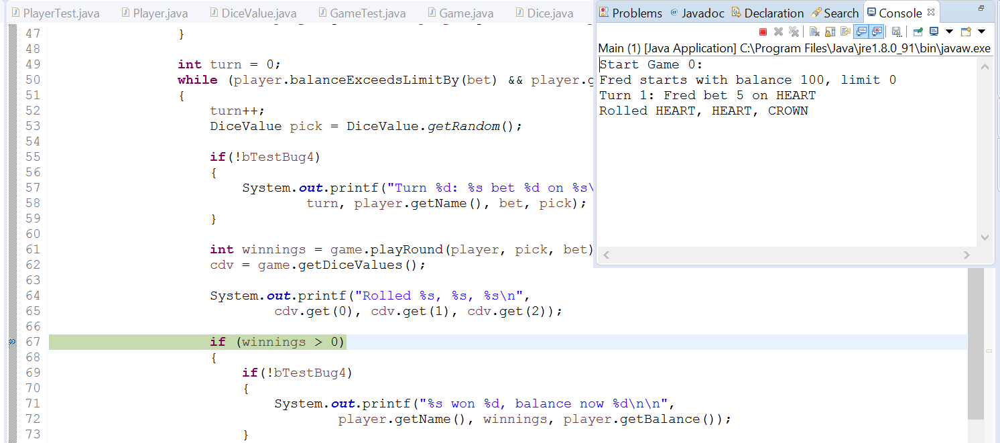 PlayerTest.java Player.java DiceValue.java GameTest.java Game.java Dice.java
Problems @ Javadoc Declaration Search Console
Main (1) [Java Application] C:\Program Files\Java\jre1.8.0_91\bin\javaw.exe
Start Game 0:
Fred starts with balance 100, limit 0
Turn 1: Fred bet 5 on HEART
Rolled HEART, HEART, CROWN
47 }
48
49 int turn = 0;
50 while (player.balanceExceedsLimitBy(bet) && player.g
51 {
52 turn++;
53 DiceValue pick = DiceValue.getRandom();
54
55 if(!bTestBug4)
56 {
57 System.out.printf("Turn %d: %s bet %d on %s\
58 turn, player.getName(), bet, pick);
59 }
60
61 int winnings = game.playRound(player, pick, bet)
62 cdv = game.getDiceValues();
63
64 System.out.printf("Rolled %s, %s, %s\n",
65 cdv.get(0), cdv.get(1), cdv.get(2));
66
67 if (winnings > 0)
68 {
69 if(!bTestBug4)
70 {
71 System.out.printf("%s won %d, balance now %d\n\n",
72 player.getName(), winnings, player.getBalance());
73 }